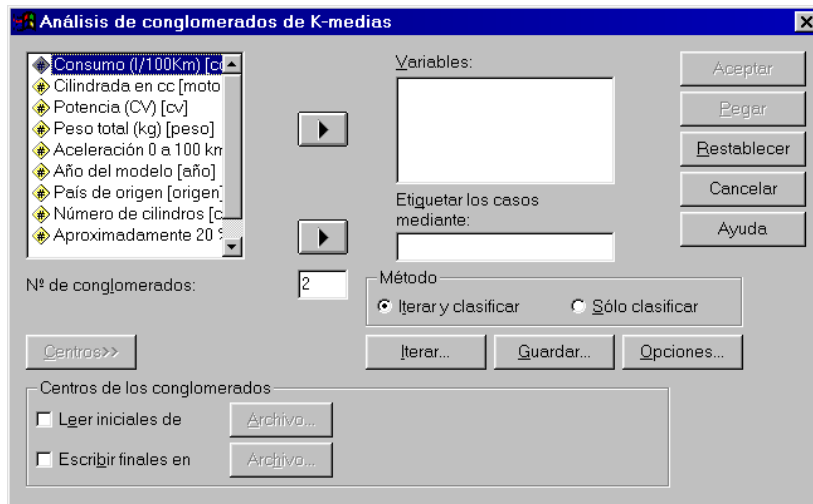 Análisis de conglomerados de K-medias
Consumo (l/100Km) [co
Cilindrada en cc [moto
Potencia (CV) [cv]
Peso total (kg) [peso]
Aceleración 0 a 100 km
Año del modelo [año]
País de origen [origen]
Número de cilindros [c
Aproximadamente 20 %
Variables:
Etiquetar los casos
mediante:
Aceptar
Pegar
Restablecer
Cancelar
Ayuda
Nº de conglomerados:
2
Método
Iterar y clasificar
Sólo clasificar
Centros>>
Iterar...
Guardar...
Opciones...
Centros de los conglomerados
Leer iniciales de
Archivo...
Escribir finales en
Archivo...